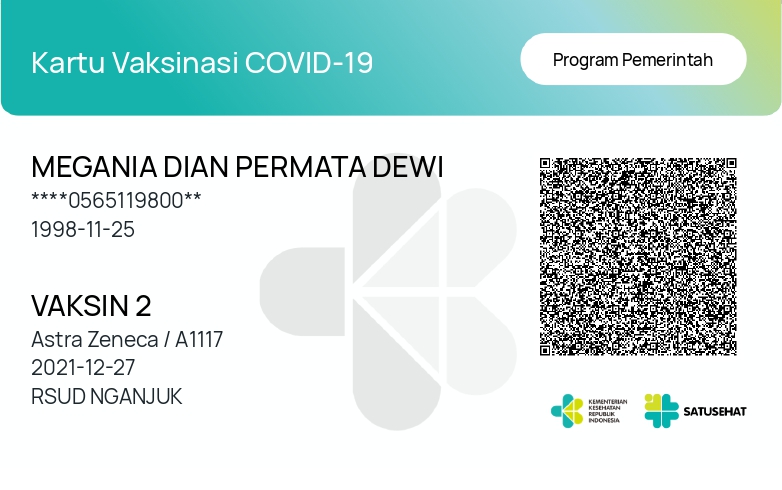 Kartu Vaksinasi COVID-19
Program Pemerintah
MEGANIA DIAN PERMATA DEWI
****0565119800**
1998-11-25
VAKSIN 2
Astra Zeneca / A1117
2021-12-27
RSUD NGANJUK
KEMENTERIAN
KESEHATAN
REPUBLIK
INDONESIA
SATUSEHAT